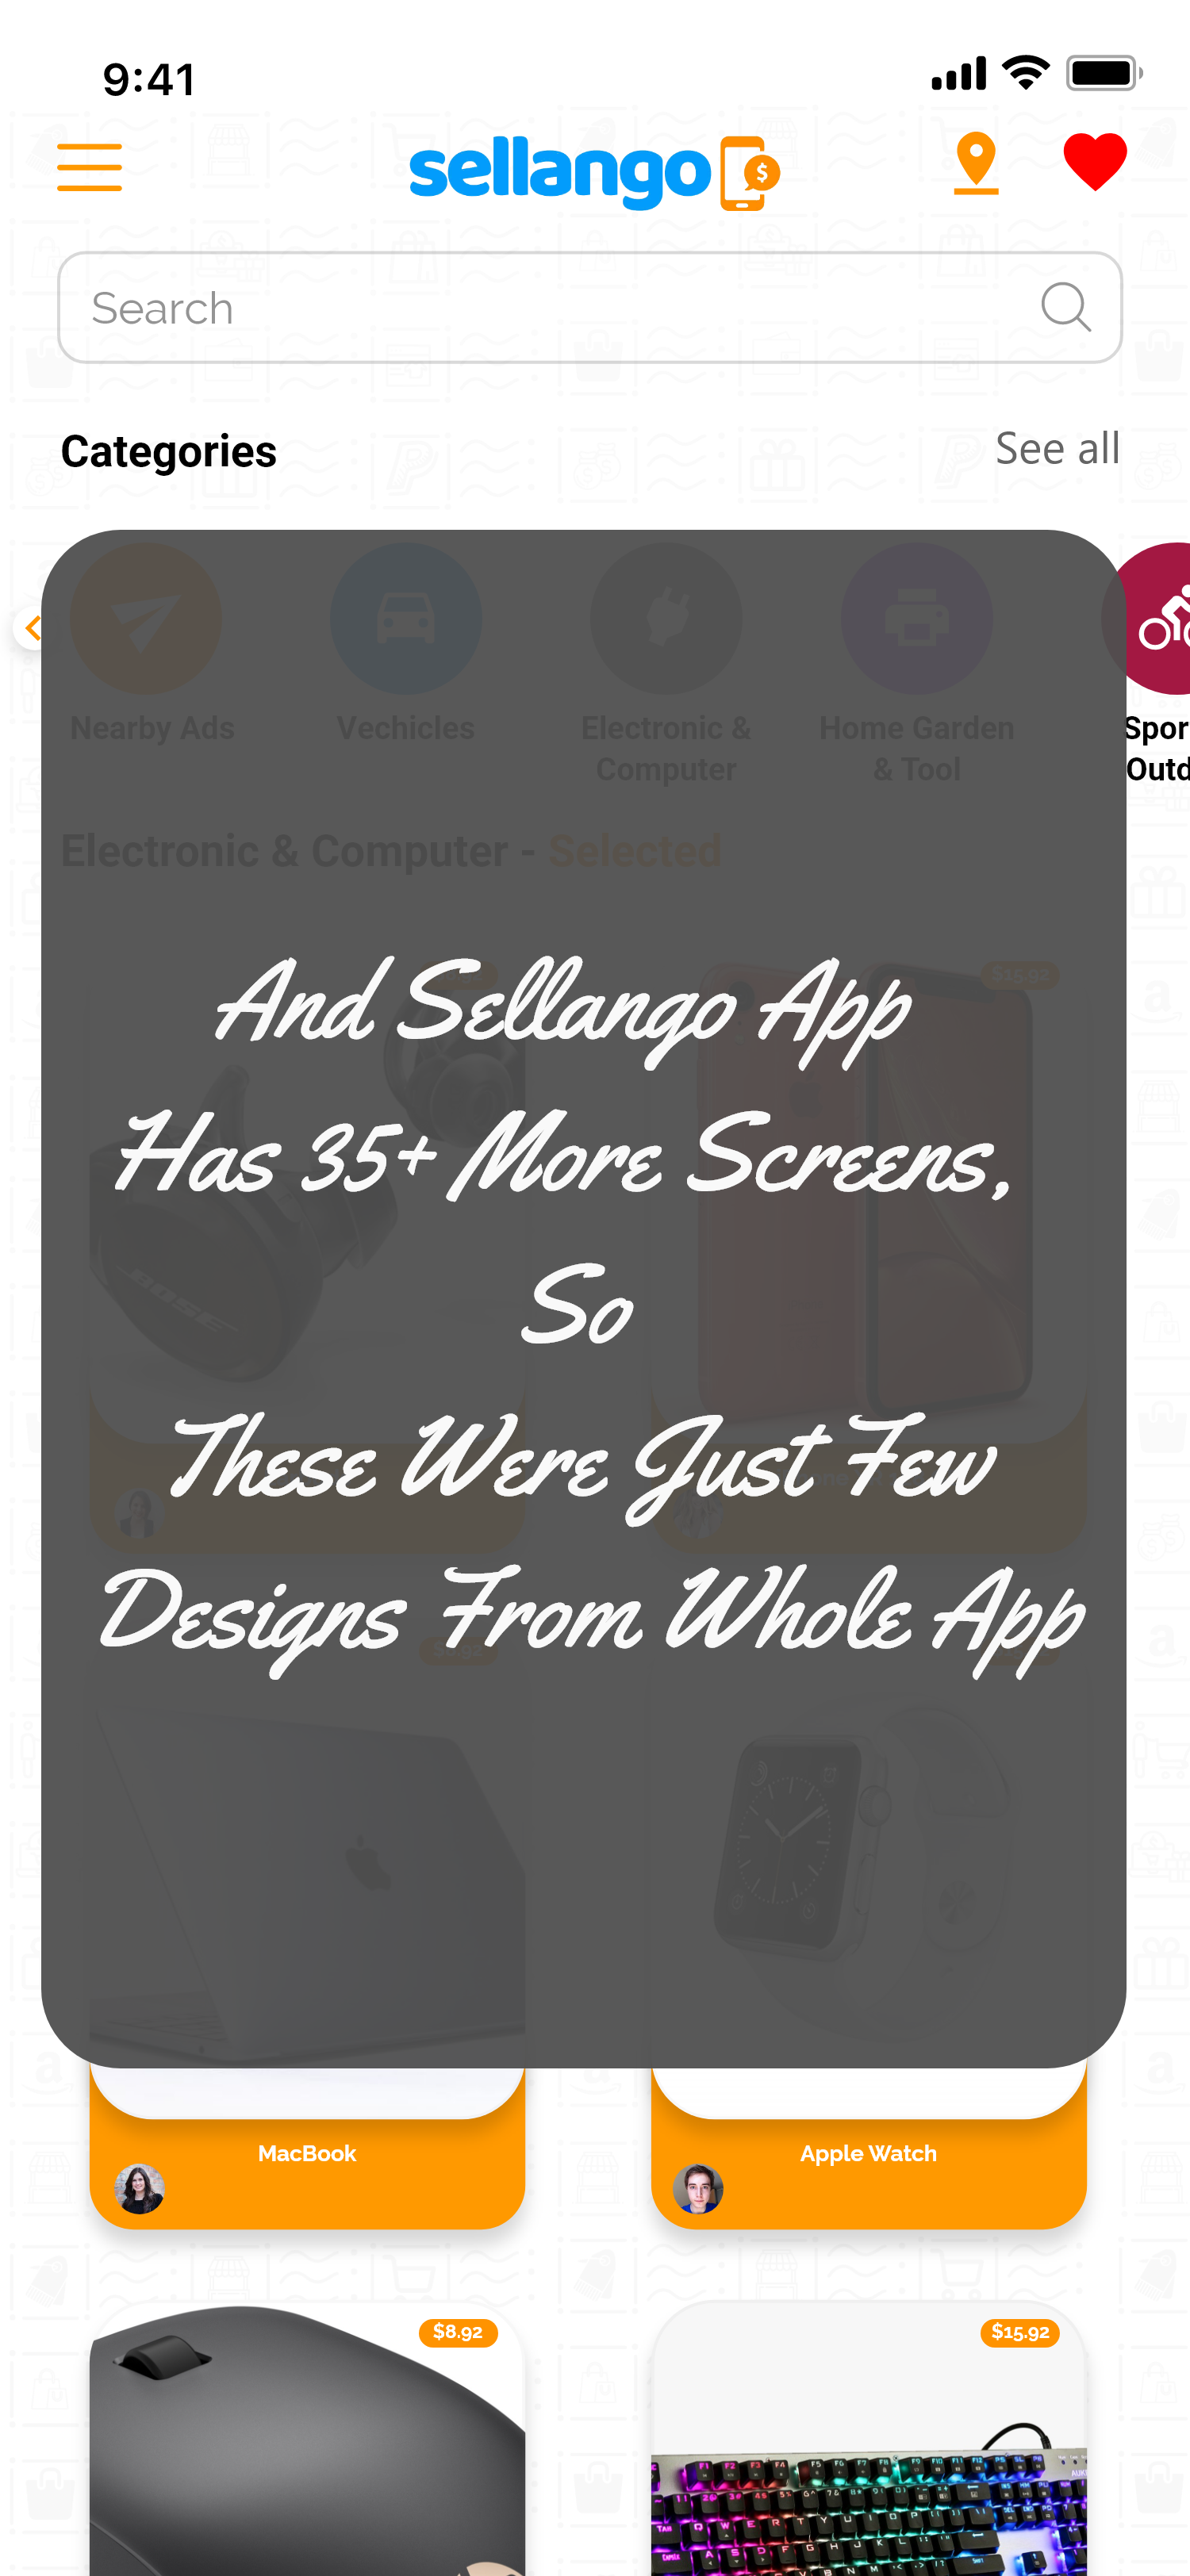 9:41
sellango
$
Search
Categories
See all
Nearby Ads
Vechicles
Electronic &
Computer
Home Garden
& Tool
Spor
Outd
Electronic & Computer - Selected
$15.92
And Sellango App
Has 35+ More Screens,
So
These Were Just Few
Designs From Whole App
BOSE
MacBook
Apple Watch
$8.92
$15.92